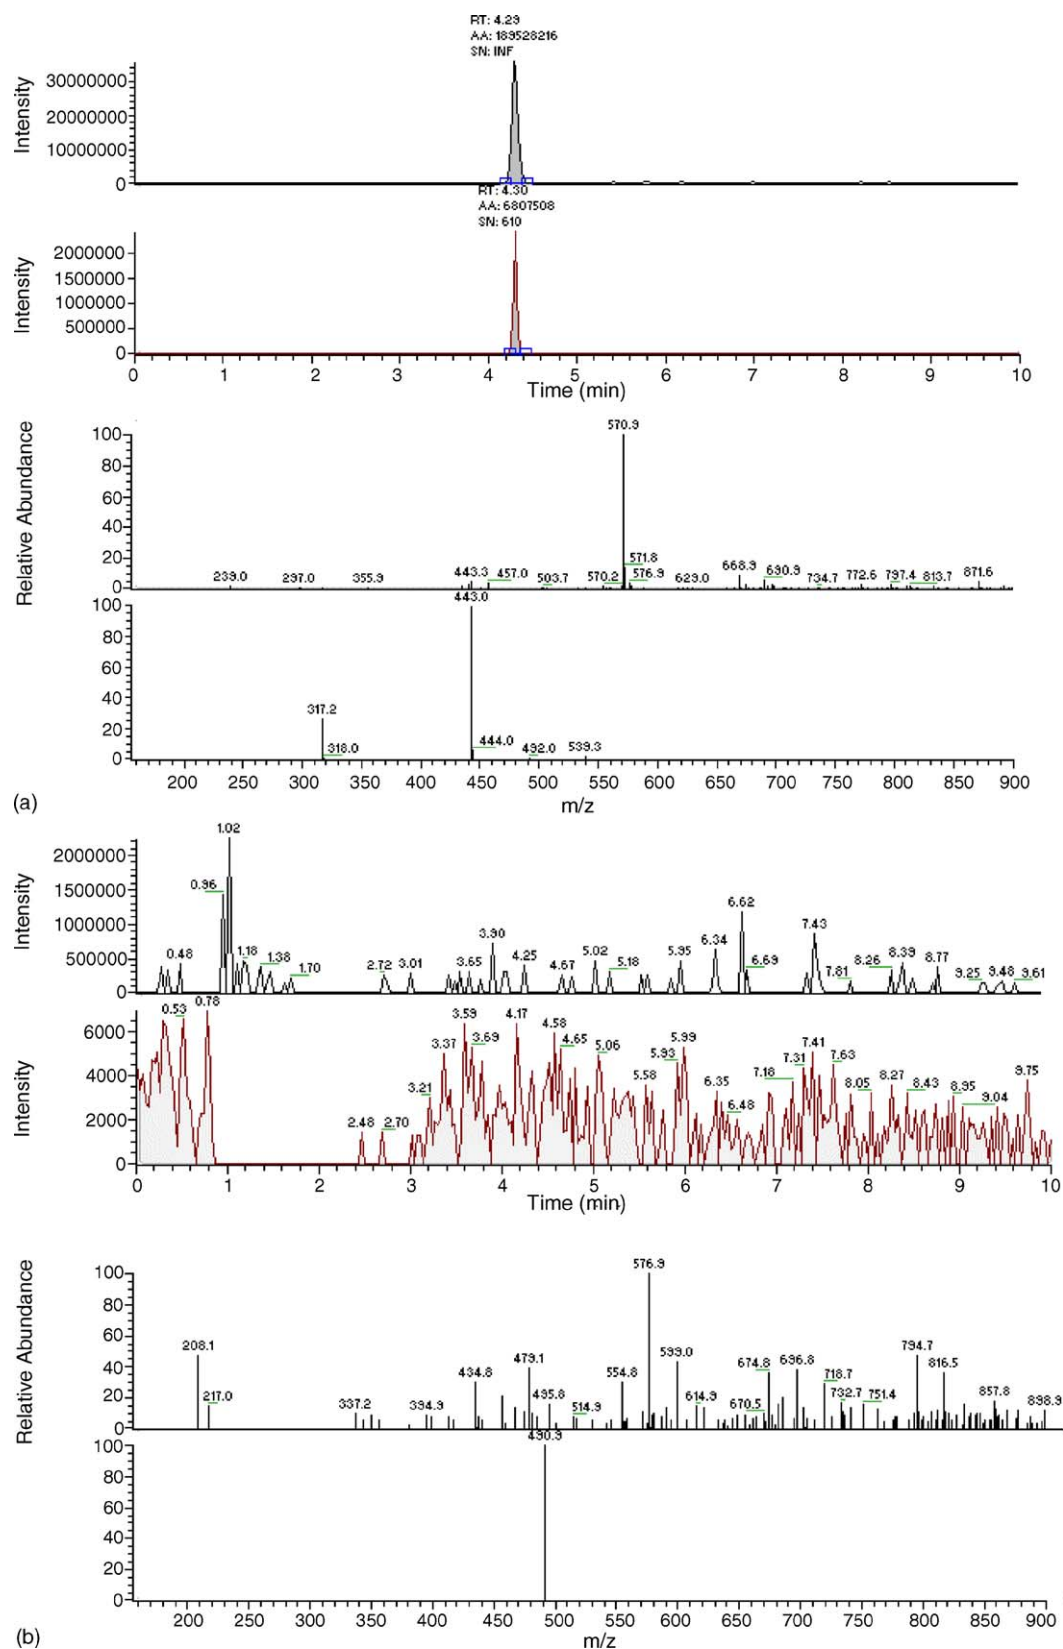 RT: 4.29
AA: 189528216
SN: INF
Intensity
30000000
20000000
10000000
0
RT: 4.30
AA: 6807508
SN: 610
Intensity
2000000
1500000
1000000
500000
0
0 1 2 3 4 5 6 7 8 9 10
Time (min)
Relative Abundance
100
80
60
40
20
0
570.9
571.8
239.0 297.0 355.9 443.3 457.0 503.7 570.2 576.9 629.0 668.9 690.9 734.7 772.6 797.4 813.7 871.6
100
80
60
40
20
0
443.0
317.2
318.0 444.0 492.0 539.3
200 250 300 350 400 450 500 550 600 650 700 750 800 850 900
m/z
(a)
Intensity
2000000
1500000
1000000
500000
0
0.48 0.96 1.02 1.18 1.38 1.70 2.72 3.01 3.65 3.90 4.25 4.67 5.02 5.18 5.95 6.34 6.62 6.69 7.43 7.81 8.26 8.39 8.77 9.25 9.48 9.61
Intensity
6000
4000
2000
0
0.53 0.78 2.48 2.70 3.21 3.37 3.59 3.69 4.17 4.58 4.65 5.06 5.58 5.93 5.99 6.35 6.48 7.18 7.31 7.41 7.63 8.05 8.27 8.43 8.95 9.04 9.75
0 1 2 3 4 5 6 7 8 9 10
Time (min)
Relative Abundance
100
80
60
40
20
0
208.1 217.0 337.2 394.9 434.8 479.1 495.8 514.9 554.8 576.9 599.0 614.9 670.5 674.8 696.8 718.7 732.7 751.4 794.7 816.5 857.8 898.9
100
80
60
40
20
0
490.9
200 250 300 350 400 450 500 550 600 650 700 750 800 850 900
m/z
(b)